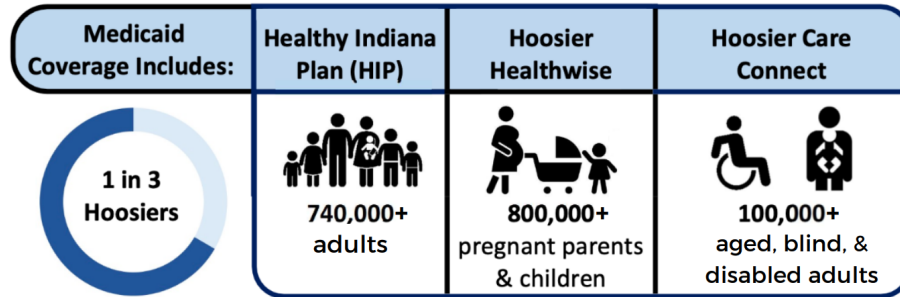 Medicaid
Coverage Includes:
Healthy Indiana
Plan (HIP)
Hoosier
Healthwise
Hoosier Care
Connect
1 in 3
Hoosiers
740,000+
adults
800,000+
pregnant parents
& children
100,000+
aged, blind, &
disabled adults